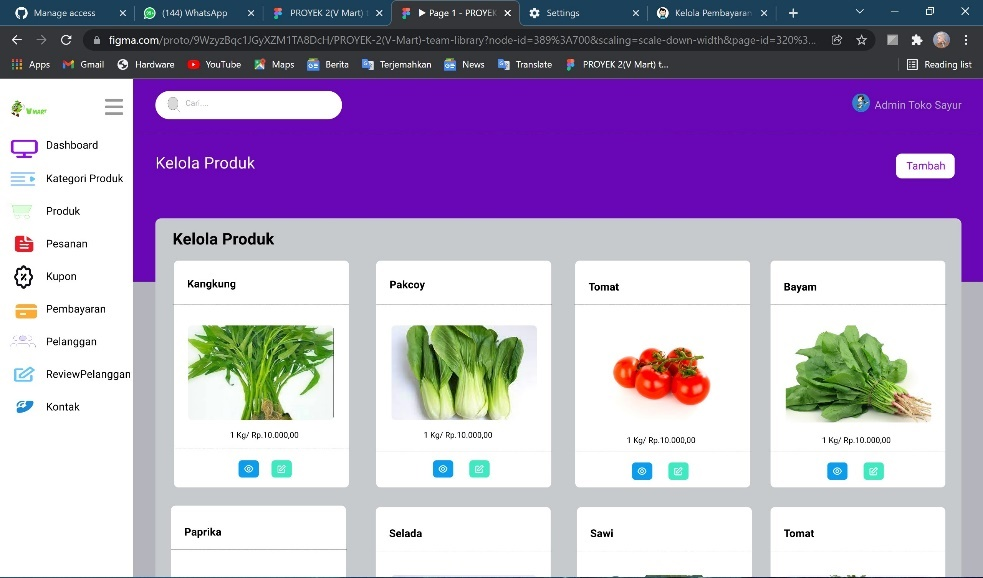 Manage access
(144) WhatsApp
PROYEK 2(V Mart)
▶ Page 1 - PROYEK
Settings
Kelola Pembayaran
figma.com/proto/9WzyzBqc1JGyXZM1TA8DcH/PROYEK-2(V-Mart)-team-library?node-id=389%3A700&scaling=scale-down-width&page-id=320%3...
Apps
Gmail
Hardware
YouTube
Maps
Berita
Terjemahkan
News
Translate
PROYEK 2(V Mart) t...
Reading list
V MART
Cari....
Admin Toko Sayur
Dashboard
Kategori Produk
Produk
Pesanan
Kupon
Pembayaran
Pelanggan
ReviewPelanggan
Kontak
Kelola Produk
Tambah
Kelola Produk
Kangkung
Pakcoy
Tomat
Bayam
1 Kg/ Rp.10.000,00
1 Kg/ Rp.10.000,00
1 Kg/ Rp.10.000,00
1 Kg/ Rp.10.000,00
Paprika
Selada
Sawi
Tomat